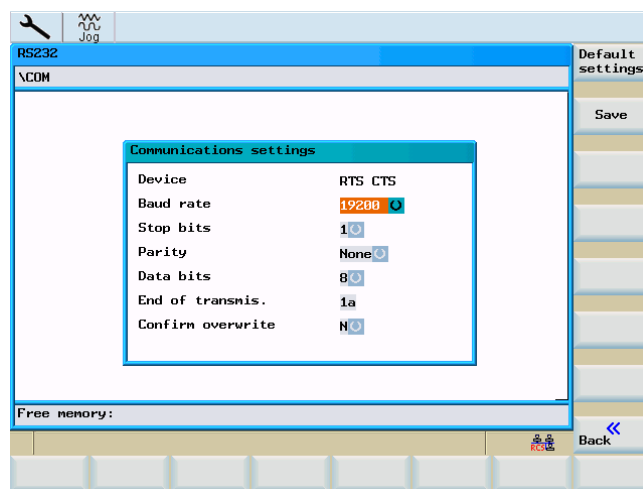 Jog
RS232
\COM
Default
settings
Save
Communications settings
Device RTS CTS
Baud rate 19200
Stop bits 1
Parity None
Data bits 8
End of transmis. 1a
Confirm overwrite N
Free memory:
RCS
Back